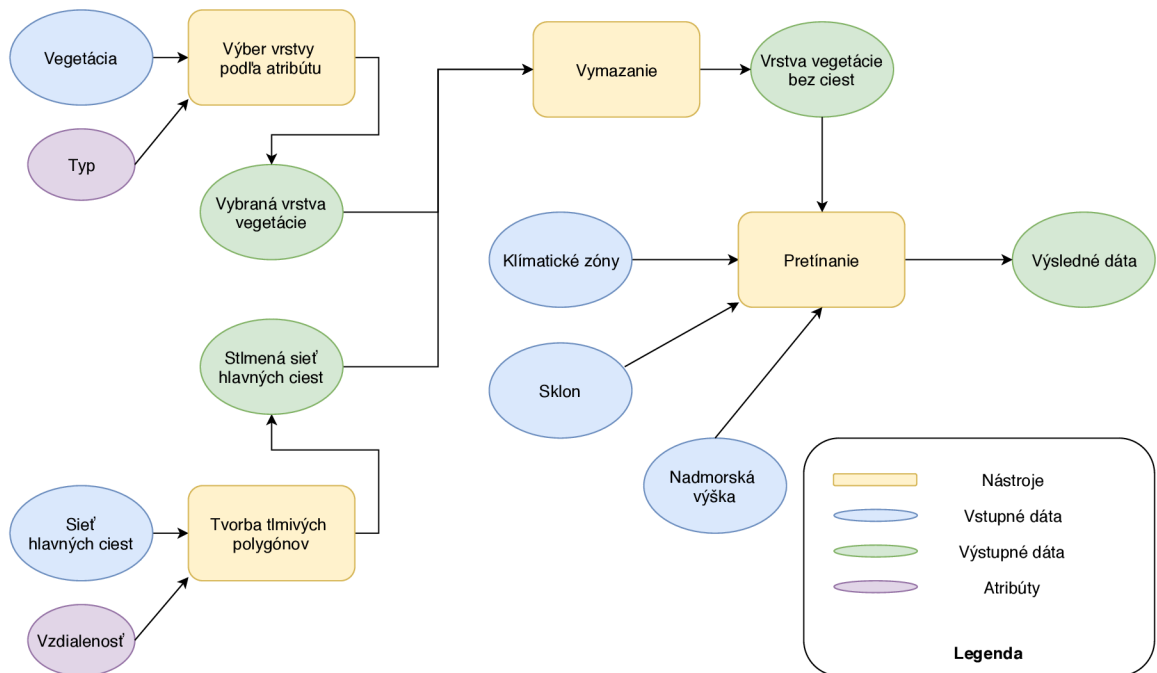 Vegetácia
Výber vrstvy
podľa atribútu
Typ
Vybraná vrstva
vegetácie
Vymazanie
Vrstva vegetácie
bez ciest
Klímatické zóny
Pretínanie
Výsledné dáta
Sklon
Nadmorská
výška
Stlmená sieť
hlavných ciest
Sieť
hlavných ciest
Tvorba tlmivých
polygónov
Vzdialenosť
Nástroje
Vstupné dáta
Výstupné dáta
Atribúty
Legenda